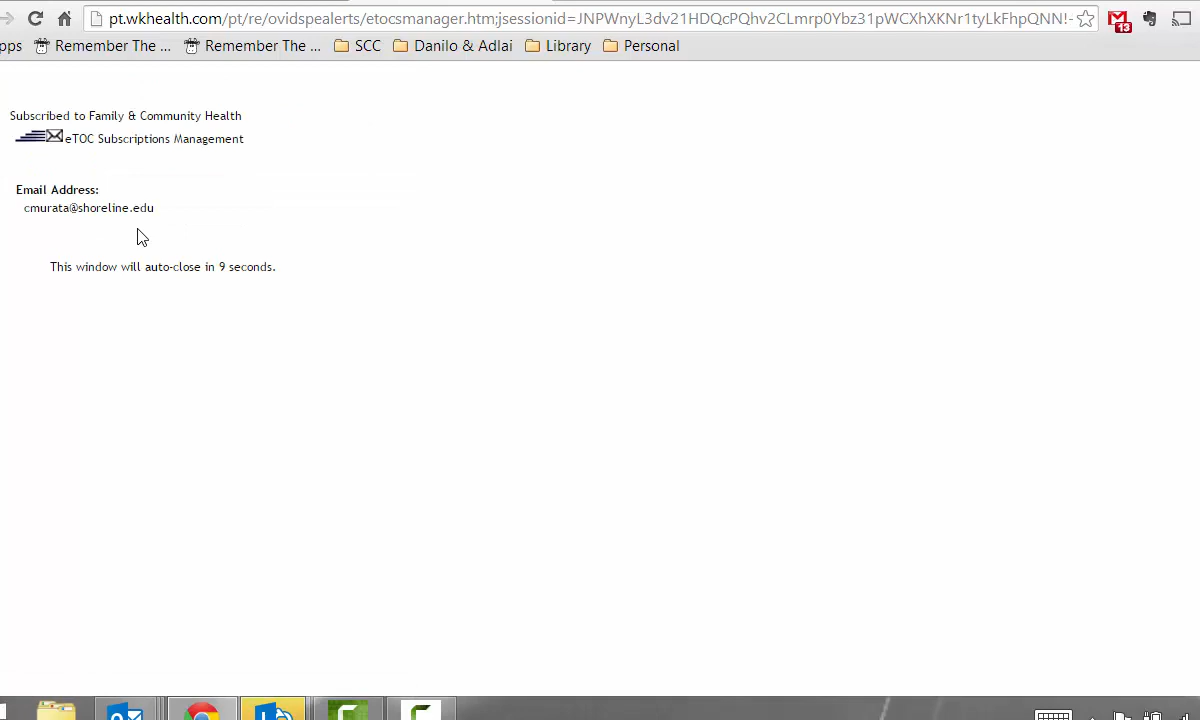 pt.wkhealth.com/pt/re/ovidspealerts/etocsmanager.htm;jsessionid=JNPWnyL3dv21HDQcPQhv2CLmrp0Ybz31pWCXhXKNr1tyLkFhpQNN!-
13
pps Remember The ... Remember The ... SCC Danilo & Adlai Library Personal
Subscribed to Family & Community Health
eTOC Subscriptions Management
Email Address:
cmurata@shoreline.edu
This window will auto-close in 9 seconds.